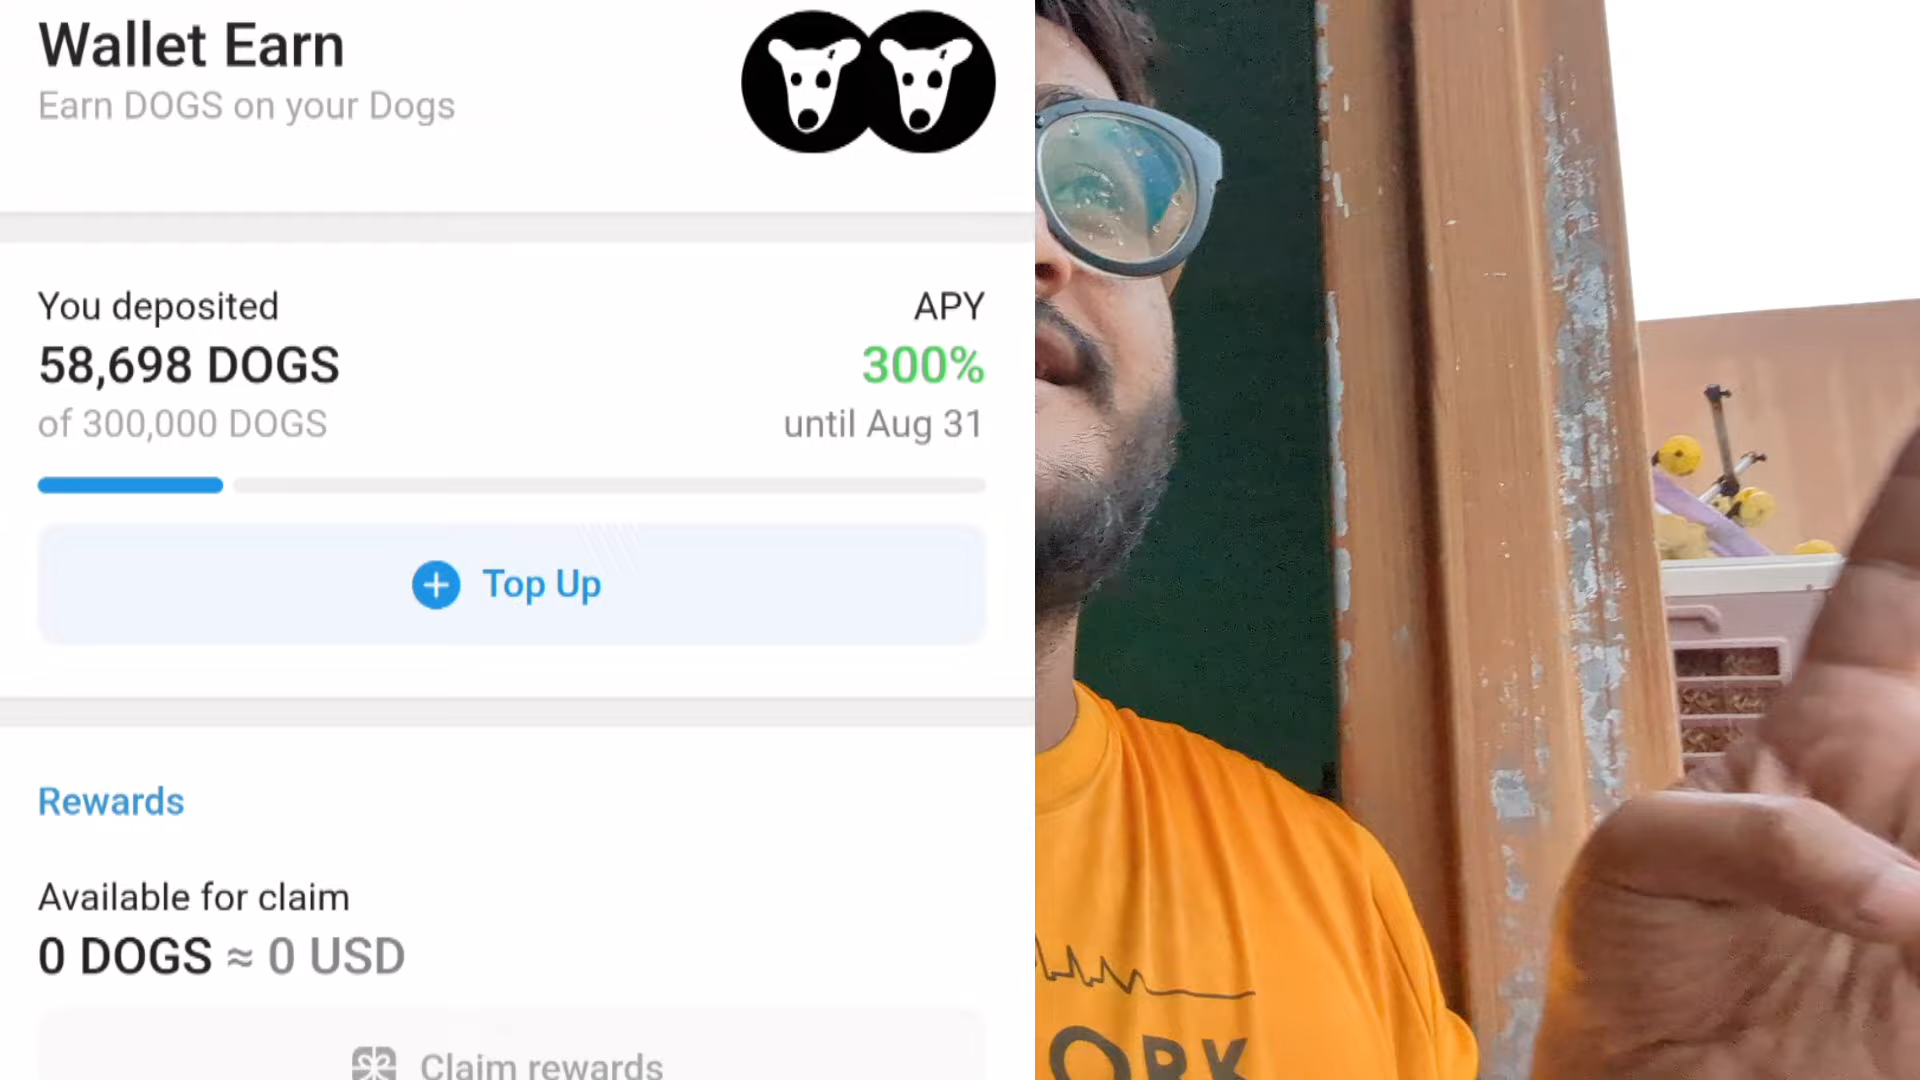 Wallet Earn
Earn DOGS on your Dogs
You deposited
APY
58,698 DOGS
300%
of 300,000 DOGS
until Aug 31
Top Up
Rewards
Available for claim
0 DOGS ≈ 0 USD
Claim rewards
ORK